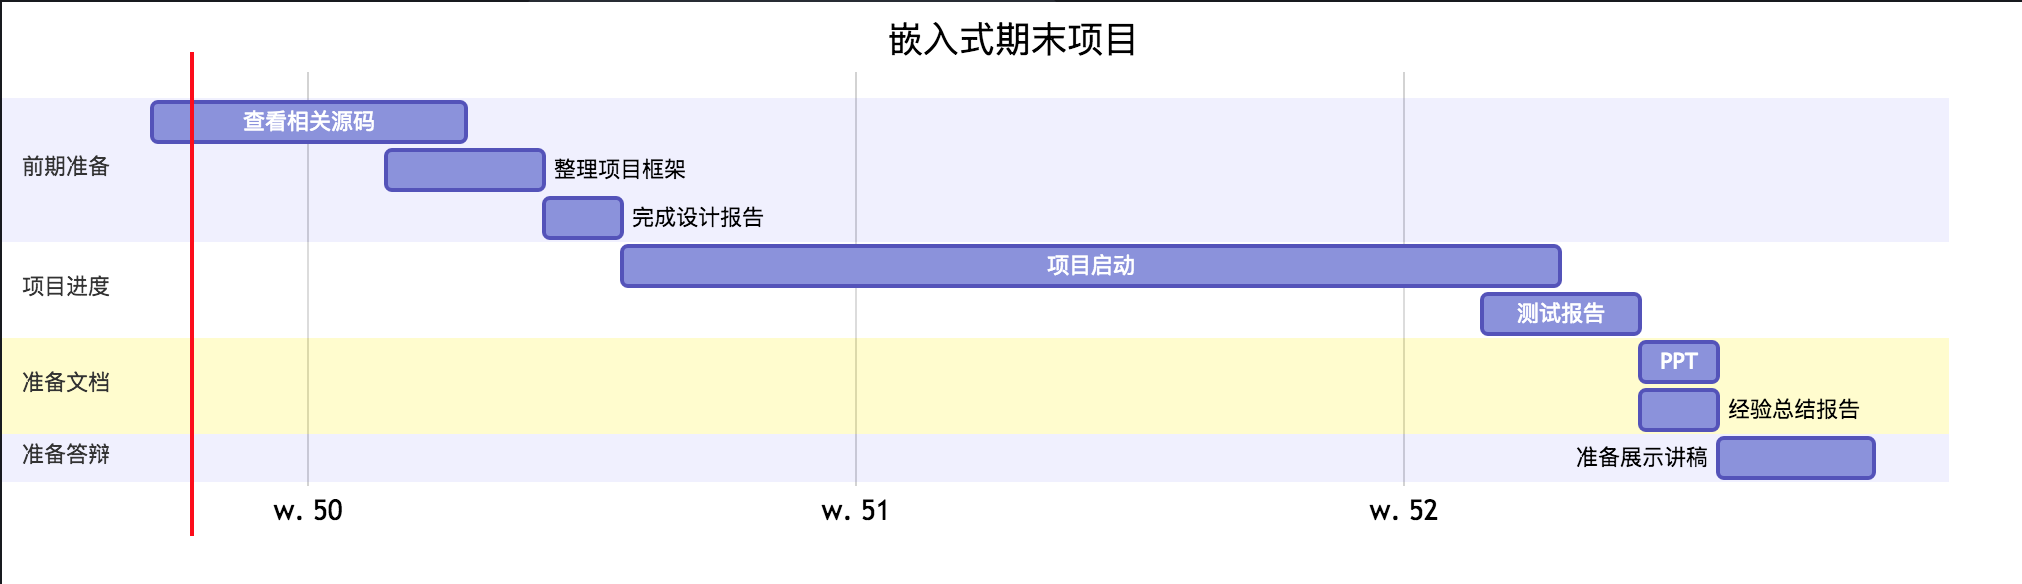 嵌入式期末项目
前期准备
查看相关源码
整理项目框架
完成设计报告
项目进度
项目启动
测试报告
准备文档
PPT
经验总结报告
准备答辩
准备展示讲稿
w. 50
w. 51
w. 52